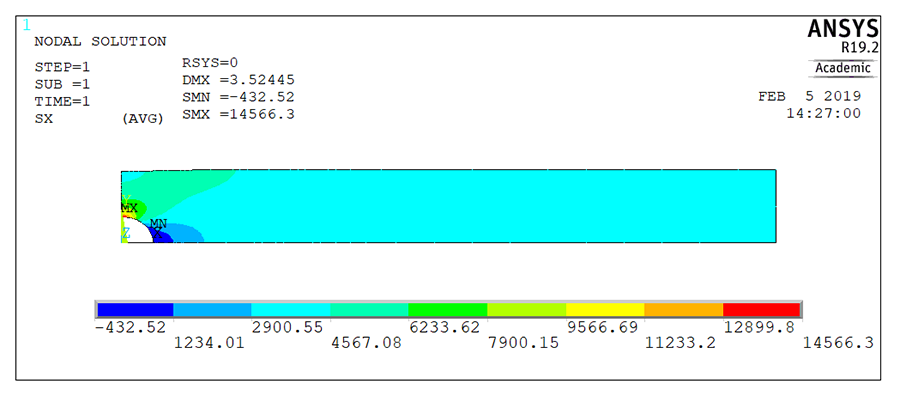 1
NODAL SOLUTION
STEP=1
SUB =1
TIME=1
SX (AVG)
RSYS=0
DMX =3.52445
SMN =-432.52
SMX =14566.3
ANSYS
R19.2
Academic
FEB 5 2019
14:27:00
MX
MN
Z
X
-432.52 2900.55 6233.62 9566.69 12899.8
1234.01 4567.08 7900.15 11233.2 14566.3